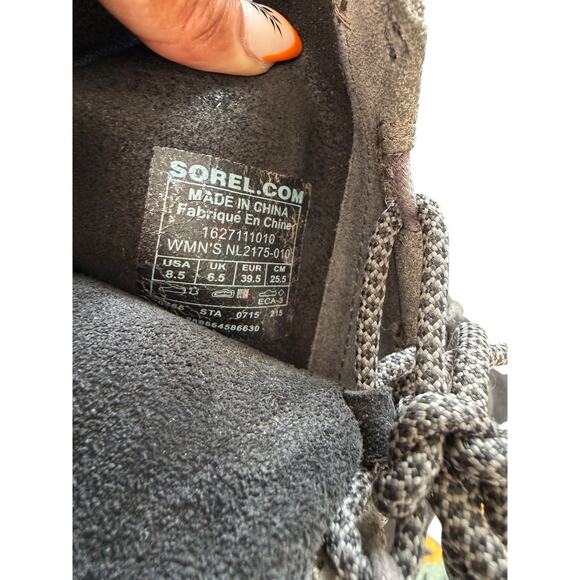 SOREL.COM
MADE IN CHINA
Fabriqué En Chine
1627111010
WMN'S NL2175-010
USA UK EUR CM
8.5 6.5 39.5 25.5
ECA-3
STA 0715 215